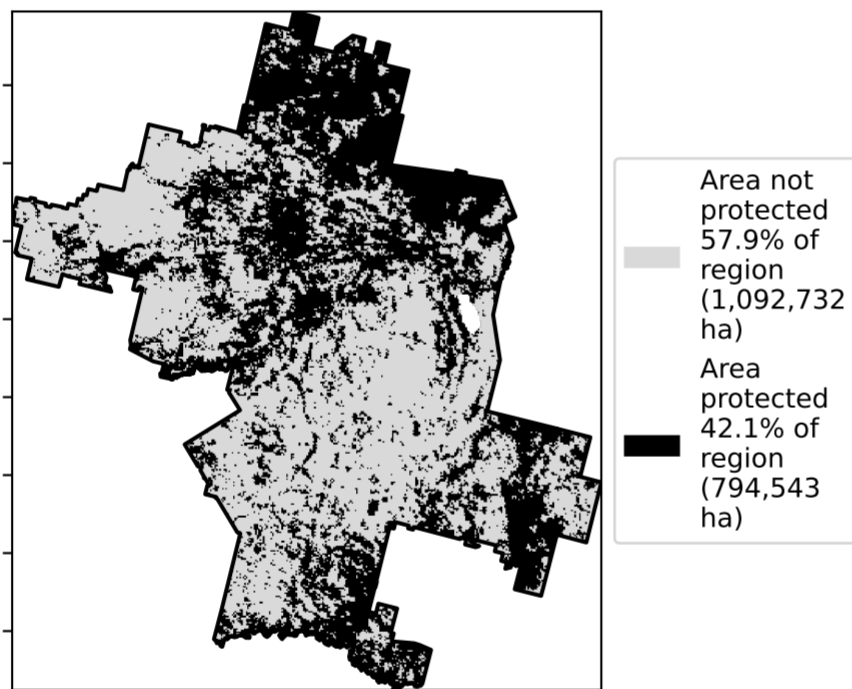 Area not
protected
57.9% of
region
(1,092,732
ha)
Area
protected
42.1% of
region
(794,543
ha)